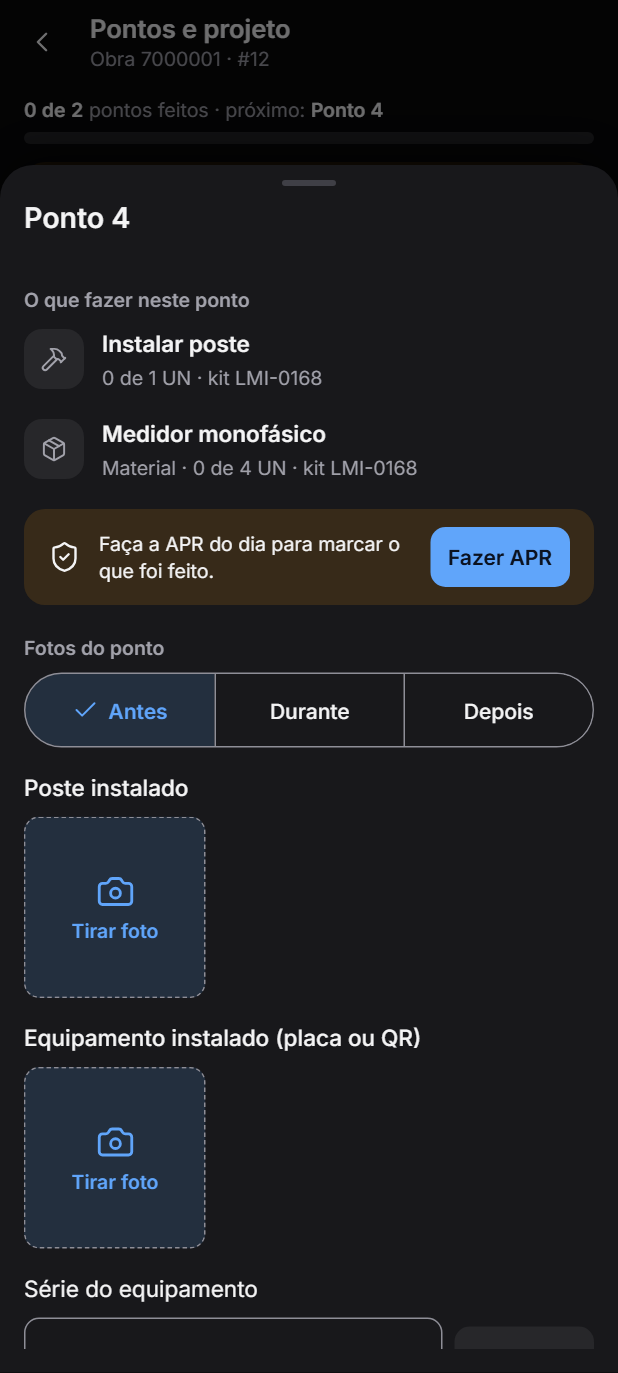 Pontos e projeto
Obra 7000001 · #12
0 de 2 pontos feitos · próximo: Ponto 4
Ponto 4
O que fazer neste ponto
Instalar poste
0 de 1 UN · kit LMI-0168
Medidor monofásico
Material · 0 de 4 UN · kit LMI-0168
Faça a APR do dia para marcar o
que foi feito.
Fazer APR
Fotos do ponto
Antes
Durante
Depois
Poste instalado
Tirar foto
Equipamento instalado (placa ou QR)
Tirar foto
Série do equipamento